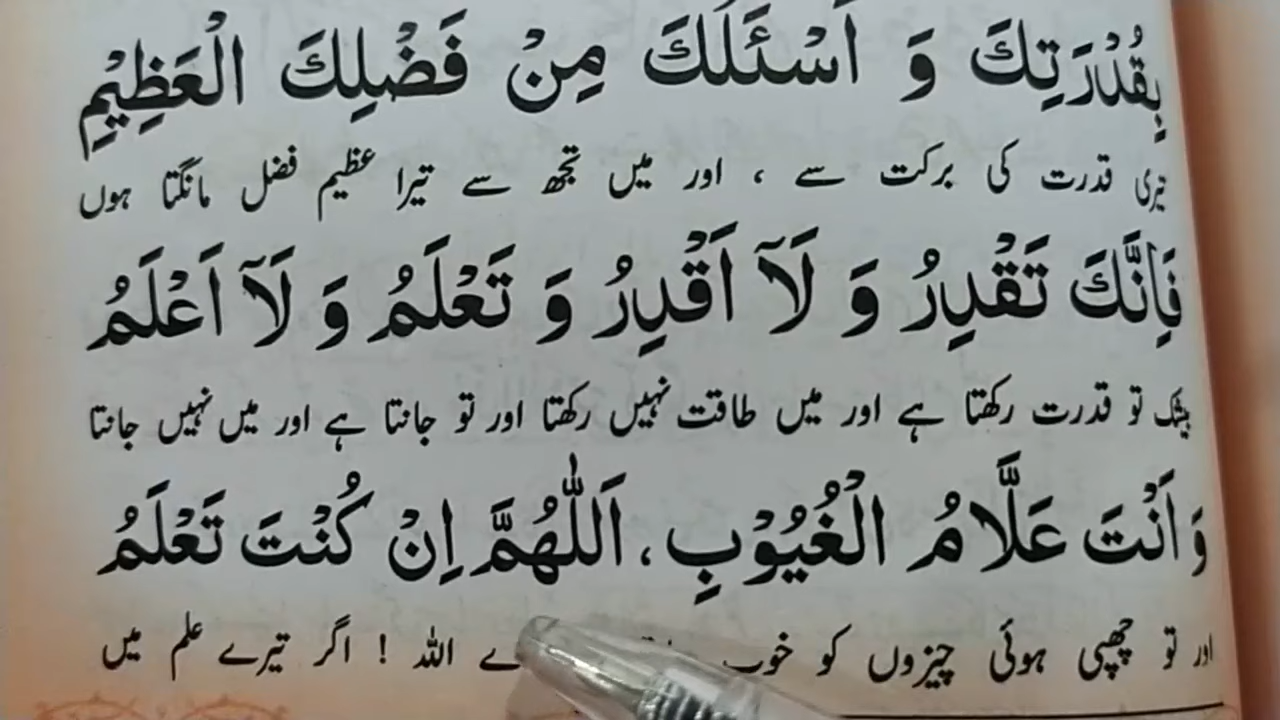 بِقُدْرَتِكَ وَ اَسْئَلُكَ مِنْ فَضْلِكَ الْعَظِيْمِ
تیری قدرت کی برکت سے ، اور میں تجھ سے تیرا عظیم فضل مانگتا ہوں
فَاِنَّكَ تَقْدِرُ وَ لَآ اَقْدِرُ وَ تَعْلَمُ وَ لَآ اَعْلَمُ
بیشک تو قدرت رکھتا ہے اور میں طاقت نہیں رکھتا اور تو جانتا ہے اور میں نہیں جانتا
وَ اَنْتَ عَلَّامُ الْغُيُوْبِ ، اَللّٰهُمَّ اِنْ كُنْتَ تَعْلَمُ
اور تو چھپی ہوئی چیزوں کو خوب اللہ ! اگر تیرے علم میں